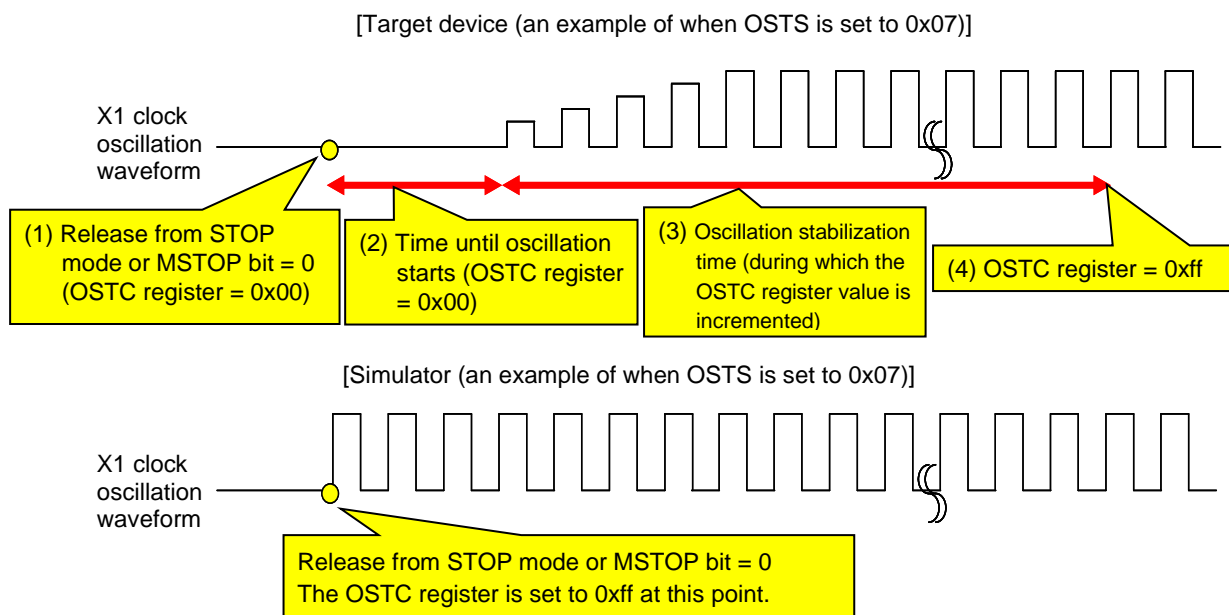 [Target device (an example of when OSTS is set to 0x07)]
X1 clock
oscillation
waveform
(1) Release from STOP
mode or MSTOP bit = 0
(OSTC register = 0x00)
(2) Time until oscillation
starts (OSTC register
= 0x00)
(3) Oscillation stabilization
time (during which the
OSTC register value is
incremented)
(4) OSTC register = 0xff
[Simulator (an example of when OSTS is set to 0x07)]
X1 clock
oscillation
waveform
Release from STOP mode or MSTOP bit = 0
The OSTC register is set to 0xff at this point.